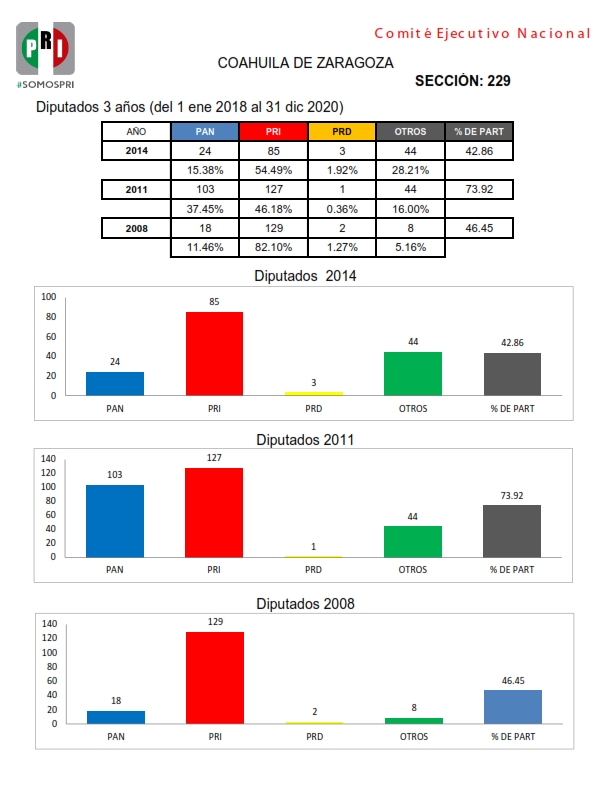 Comité Ejecutivo Nacional
PRI
#SOMOSPRI
COAHUILA DE ZARAGOZA
SECCIÓN: 229
Diputados 3 años (del 1 ene 2018 al 31 dic 2020)
AÑO PAN PRI PRD OTROS % DE PART
2014 24 85 3 44 42.86
15.38% 54.49% 1.92% 28.21%
2011 103 127 1 44 73.92
37.45% 46.18% 0.36% 16.00%
2008 18 129 2 8 46.45
11.46% 82.10% 1.27% 5.16%
Diputados 2014
100
80
60
40
20
0
24
85
3
44
42.86
PAN PRI PRD OTROS % DE PART
Diputados 2011
140
120
100
80
60
40
20
0
103
127
1
44
73.92
PAN PRI PRD OTROS % DE PART
Diputados 2008
140
120
100
80
60
40
20
0
18
129
2
8
46.45
PAN PRI PRD OTROS % DE PART